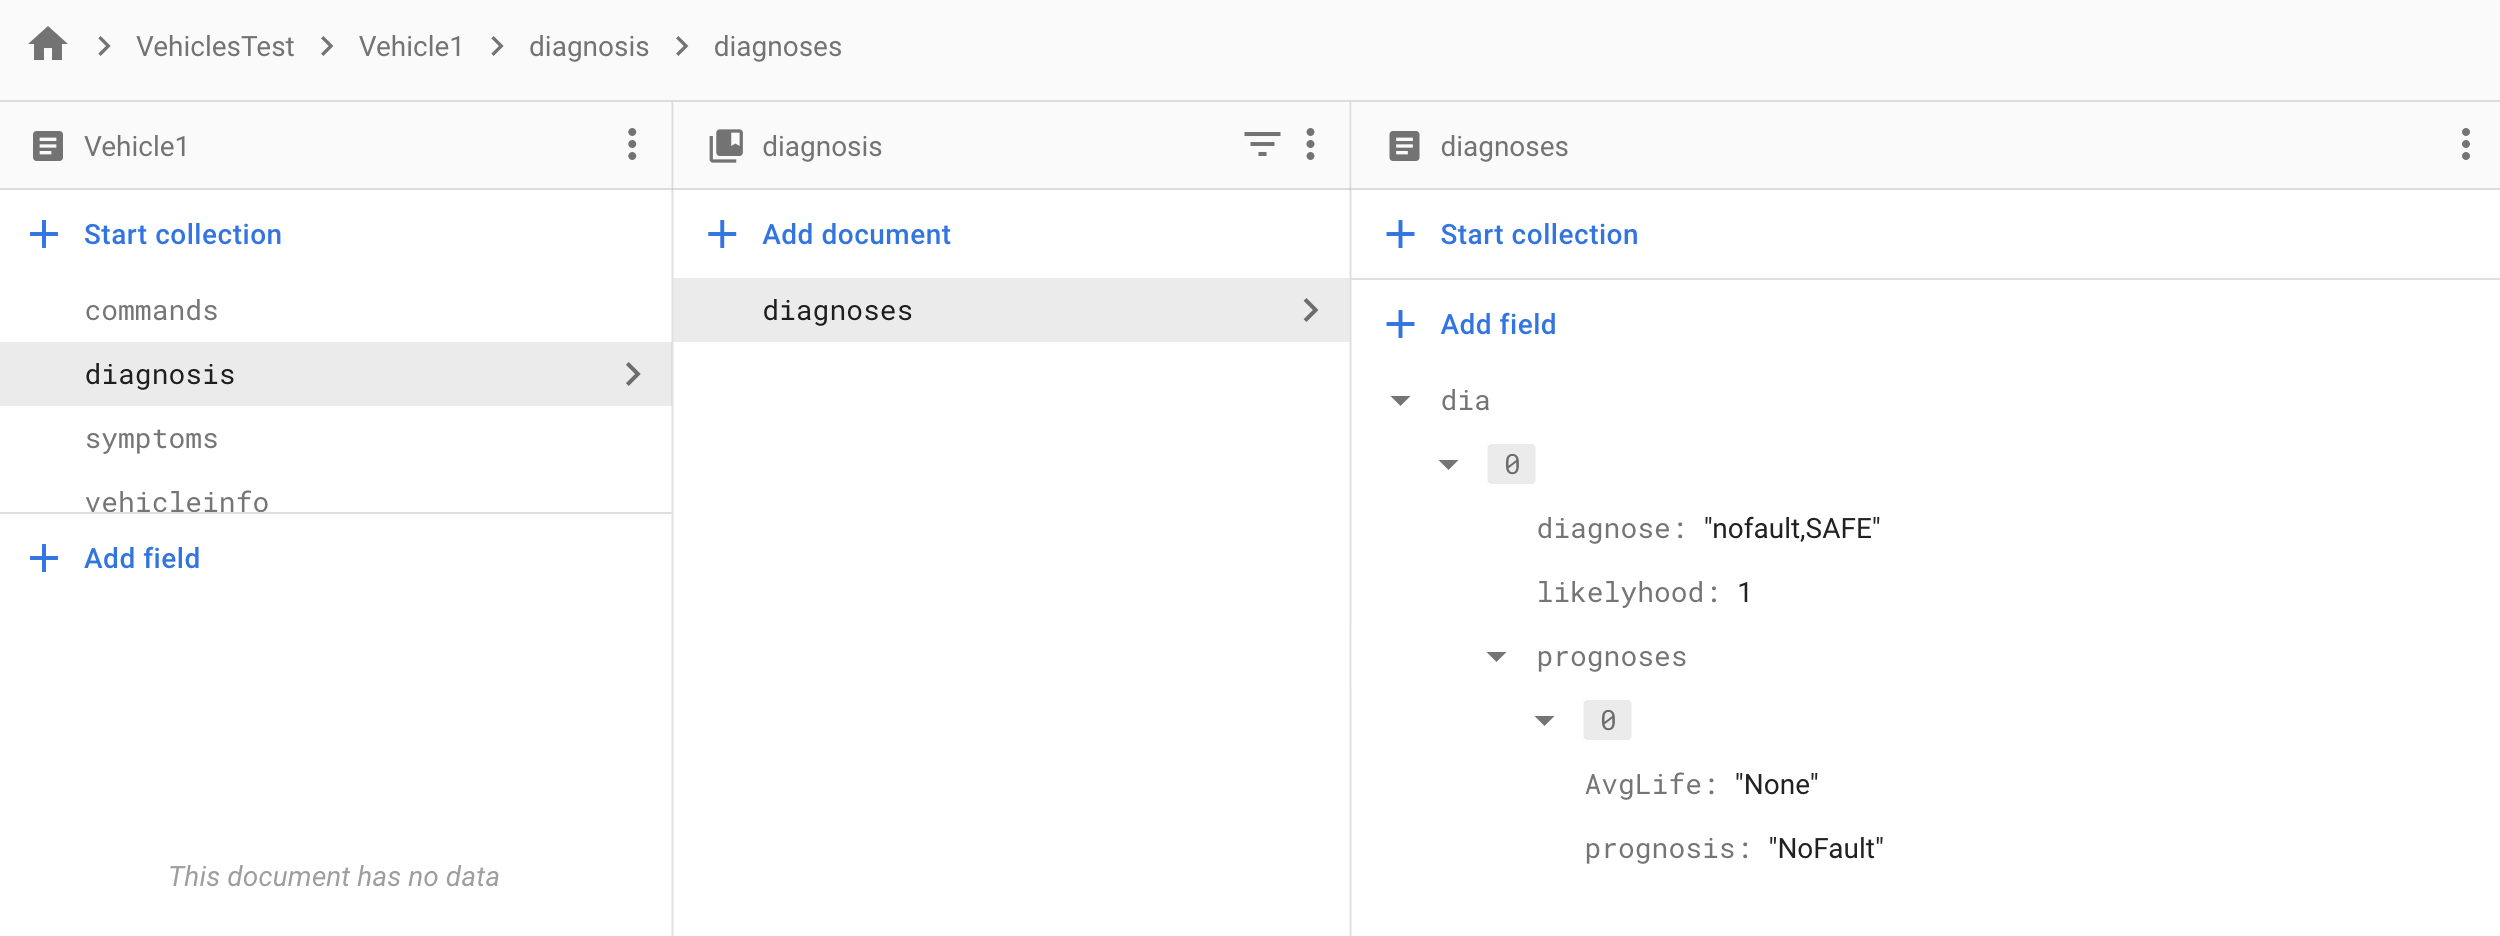 VehiclesTest > Vehicle1 > diagnosis > diagnoses
Vehicle1
Start collection
commands
diagnosis
symptoms
vehicleinfo
Add field
This document has no data
diagnosis
Add document
diagnoses
diagnoses
Start collection
Add field
dia
0
diagnose: "nofault,SAFE"
likelyhood: 1
prognoses
0
AvgLife: "None"
prognosis: "NoFault"